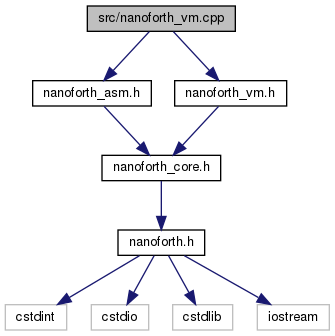 src/nanoforth_vm.cpp
nanoforth_asm.h
nanoforth_vm.h
nanoforth_core.h
nanoforth.h
cstdint
cstdio
cstdlib
iostream